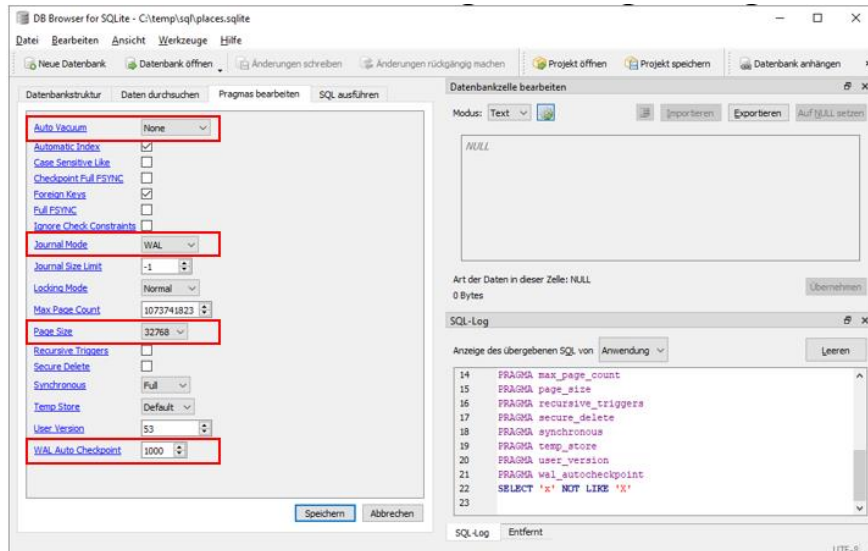 DB Browser for SQLite - C:\temp\sql\places.sqlite
Datei Bearbeiten Ansicht Werkzeuge Hilfe
Neue Datenbank Datenbank öffnen Änderungen schreiben Änderungen rückgängig machen Projekt öffnen Projekt speichern Datenbank anhängen
Datenbankstruktur Daten durchsuchen Pragmas bearbeiten SQL ausführen
Auto Vacuum None
Automatic Index
Case Sensitive Like
Checkpoint Full FSYNC
Foreign Keys
Full FSYNC
Ignore Check Constraints
Journal Mode WAL
Journal Size Limit -1
Locking Mode Normal
Max Page Count 1073741823
Page Size 32768
Recursive Triggers
Secure Delete
Synchronous Full
Temp Store Default
User Version 53
WAL Auto Checkpoint 1000
Speichern Abbrechen
Datenbankzelle bearbeiten
Modus: Text Importieren Exportieren Auf NULL setzen
NULL
Art der Daten in dieser Zelle: NULL
0 Bytes
Übernehmen
SQL-Log
Anzeige des übergebenen SQL von Anwendung Leeren
14 PRAGMA max_page_count
15 PRAGMA page_size
16 PRAGMA recursive_triggers
17 PRAGMA secure_delete
18 PRAGMA synchronous
19 PRAGMA temp_store
20 PRAGMA user_version
21 PRAGMA wal_autocheckpoint
22 SELECT 'x' NOT LIKE 'X'
23
SQL-Log Entfernt
UTF-8